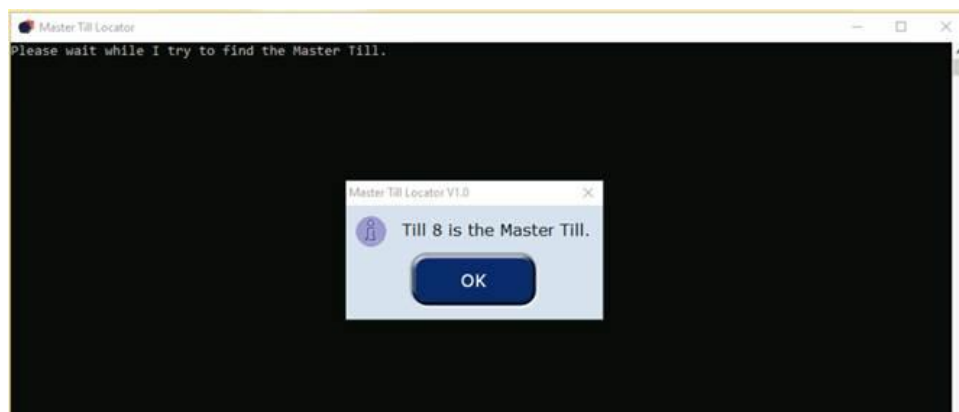 Master Till Locator
Please wait while I try to find the Master Till.
Master Till Locator V1.0
Till 8 is the Master Till.
OK